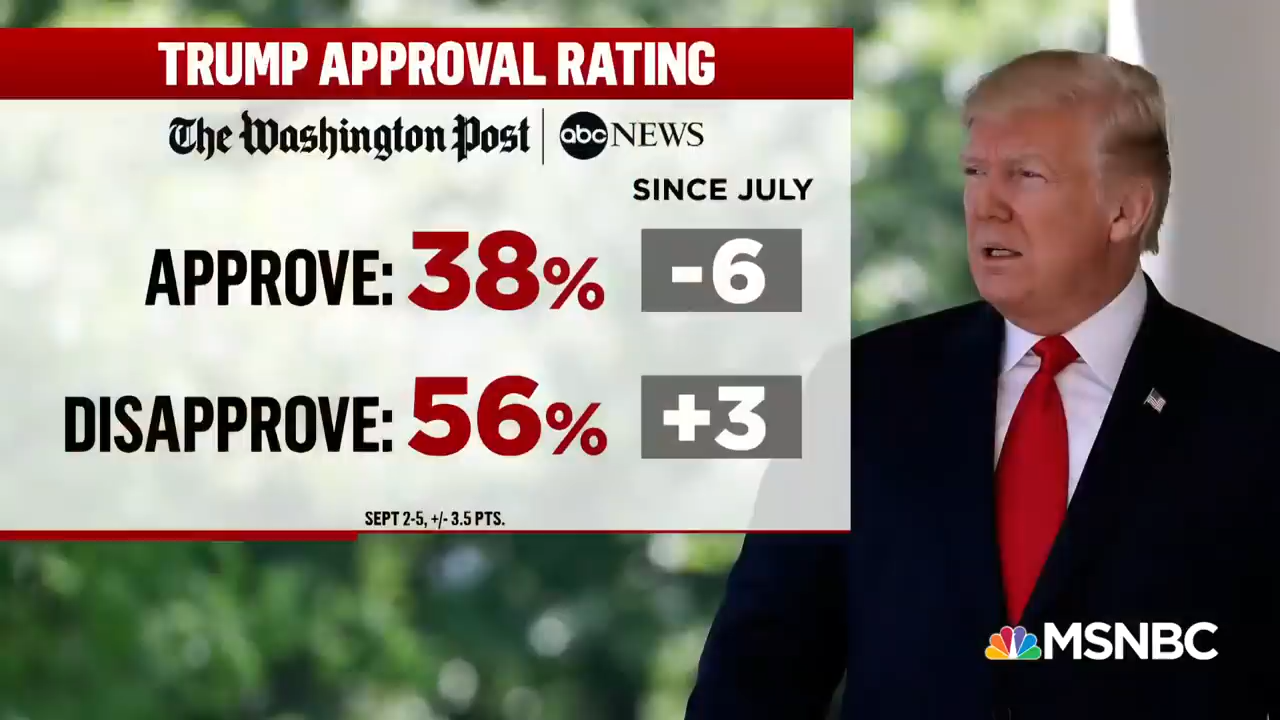 TRUMP APPROVAL RATING
The Washington Post abc NEWS
SINCE JULY
APPROVE: 38% -6
DISAPPROVE: 56% +3
SEPT 2-5, +/- 3.5 PTS.
MSNBC